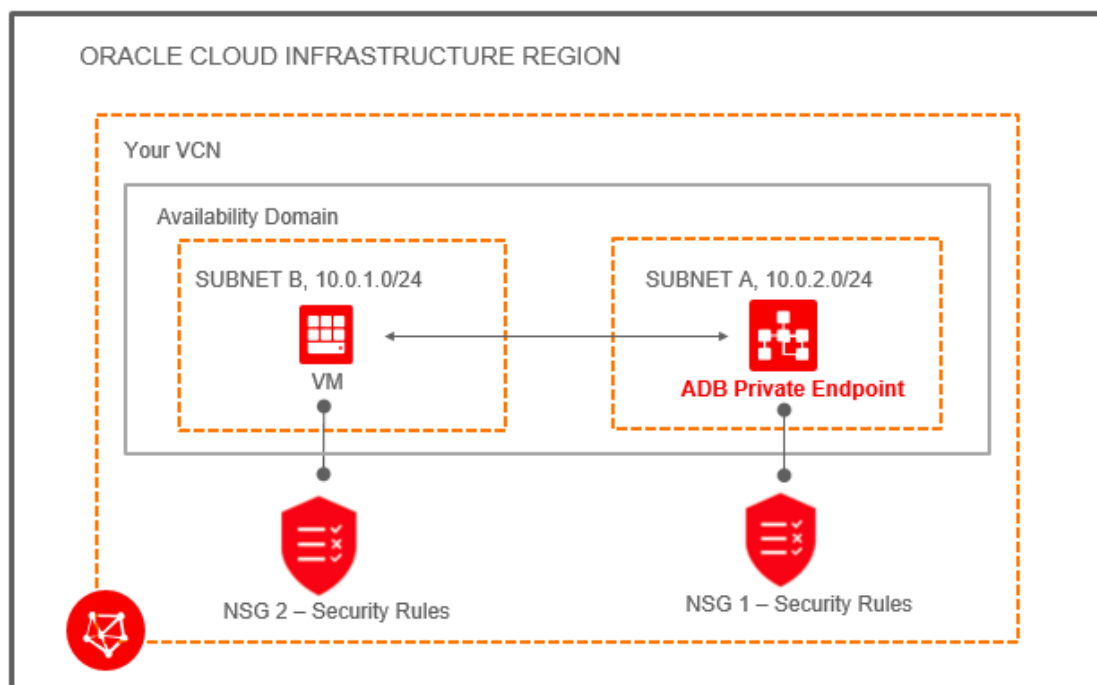 ORACLE CLOUD INFRASTRUCTURE REGION
Your VCN
Availability Domain
SUBNET B, 10.0.1.0/24
SUBNET A, 10.0.2.0/24
VM
ADB Private Endpoint
NSG 2 – Security Rules
NSG 1 – Security Rules